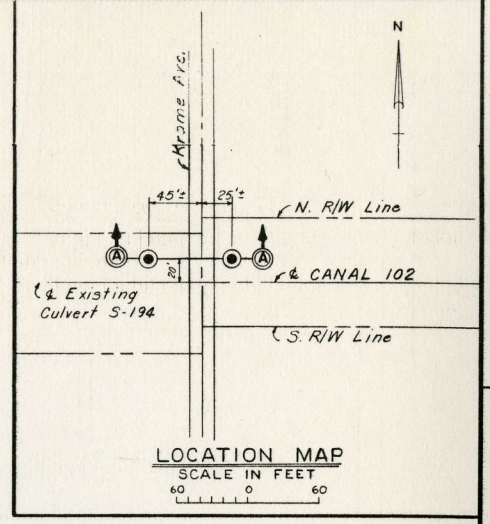 N
Krome Ave.
45'± 25'±
N. R/W Line
A A
20'
℄ CANAL 102
℄ Existing
Culvert S-194
S. R/W Line
LOCATION MAP
SCALE IN FEET
60 0 60